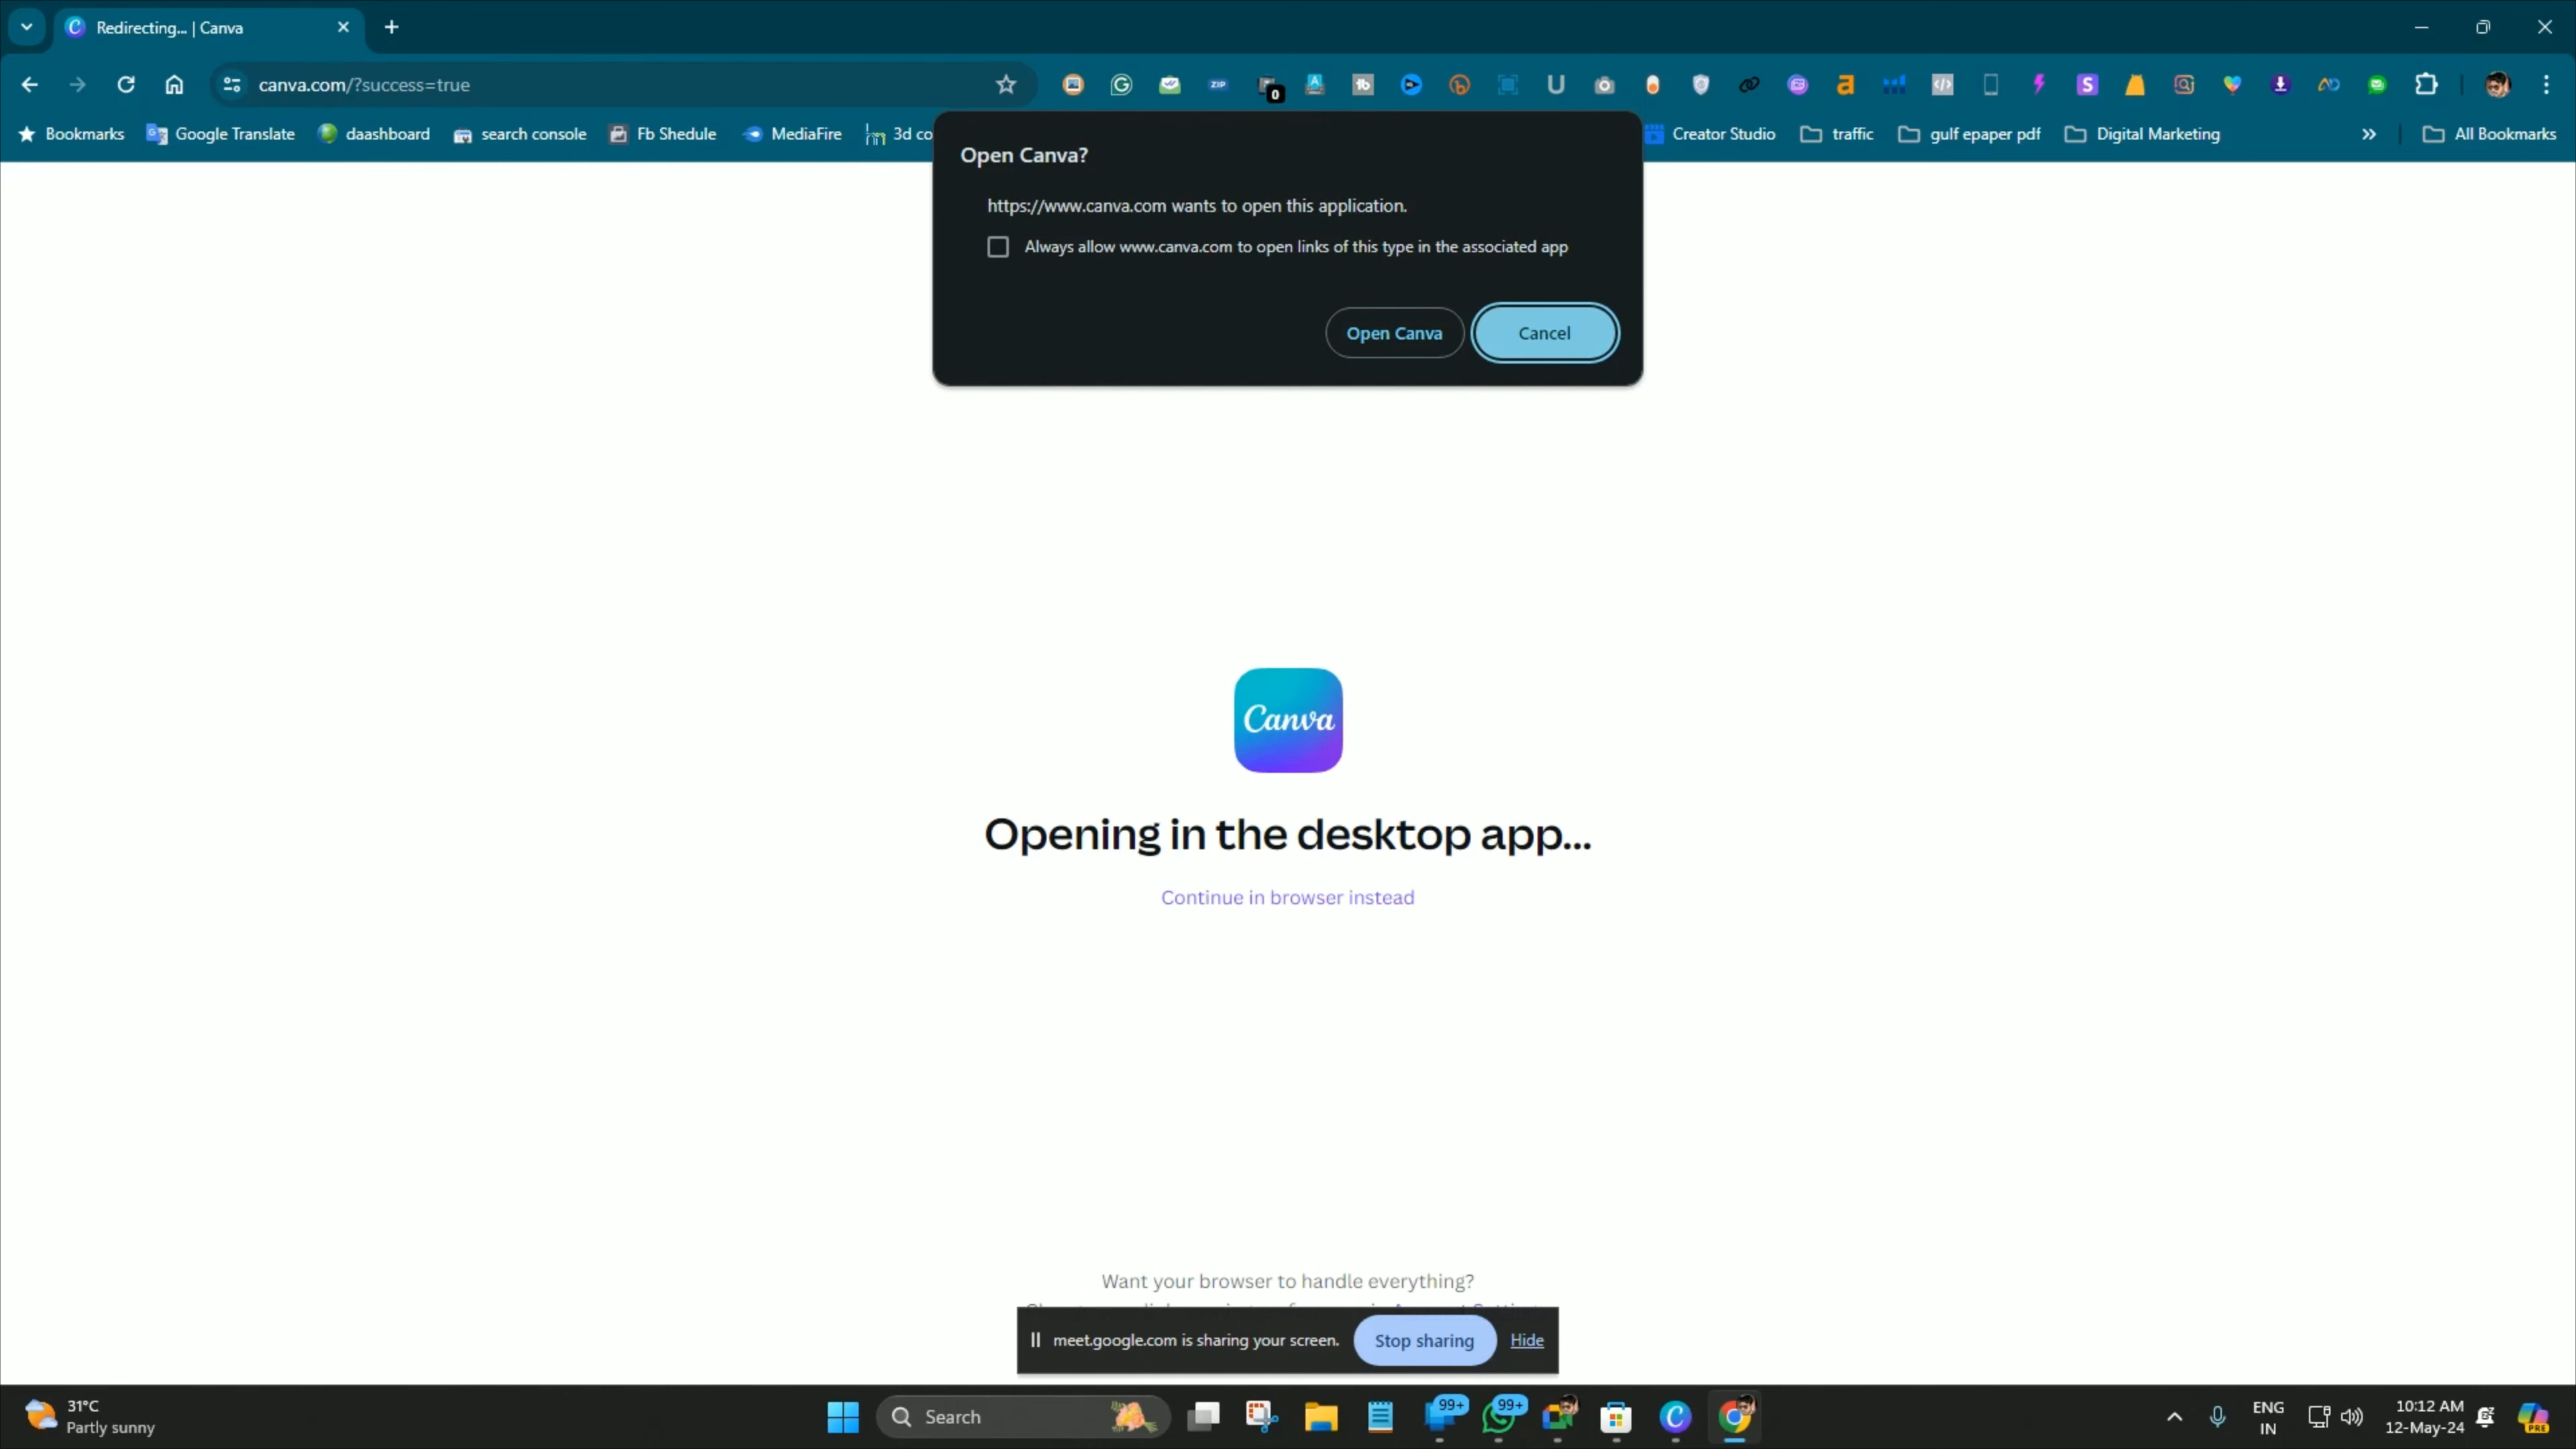 Redirecting... | Canva
canva.com/?success=true
ZIP
0
Bookmarks
Google Translate
daashboard
search console
Fb Shedule
MediaFire
3d co
Creator Studio
traffic
gulf epaper pdf
Digital Marketing
All Bookmarks
Open Canva?
https://www.canva.com wants to open this application.
Always allow www.canva.com to open links of this type in the associated app
Open Canva
Cancel
Canva
Opening in the desktop app...
Continue in browser instead
Want your browser to handle everything?
meet.google.com is sharing your screen.
Stop sharing
Hide
31°C
Partly sunny
Search
99+
99+
ENG
IN
10:12 AM
12-May-24
PRE